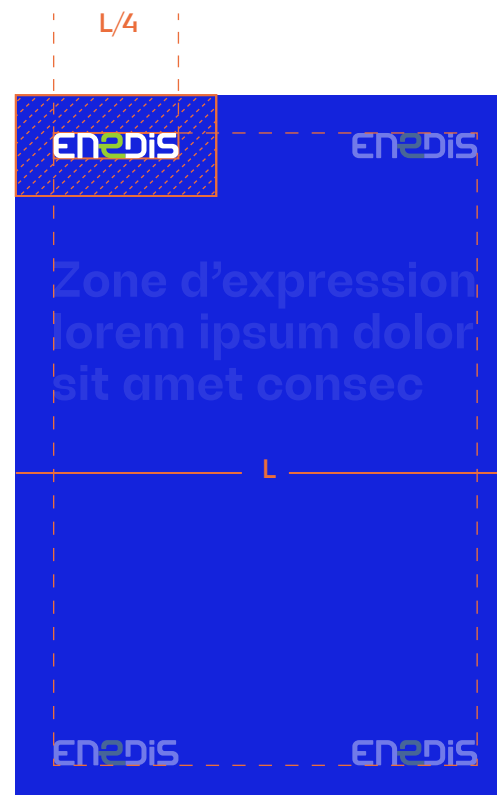 L/4
ENEDIS ENEDIS
Zone d’expression
lorem ipsum dolor
sit amet consec
L
ENEDIS ENEDIS